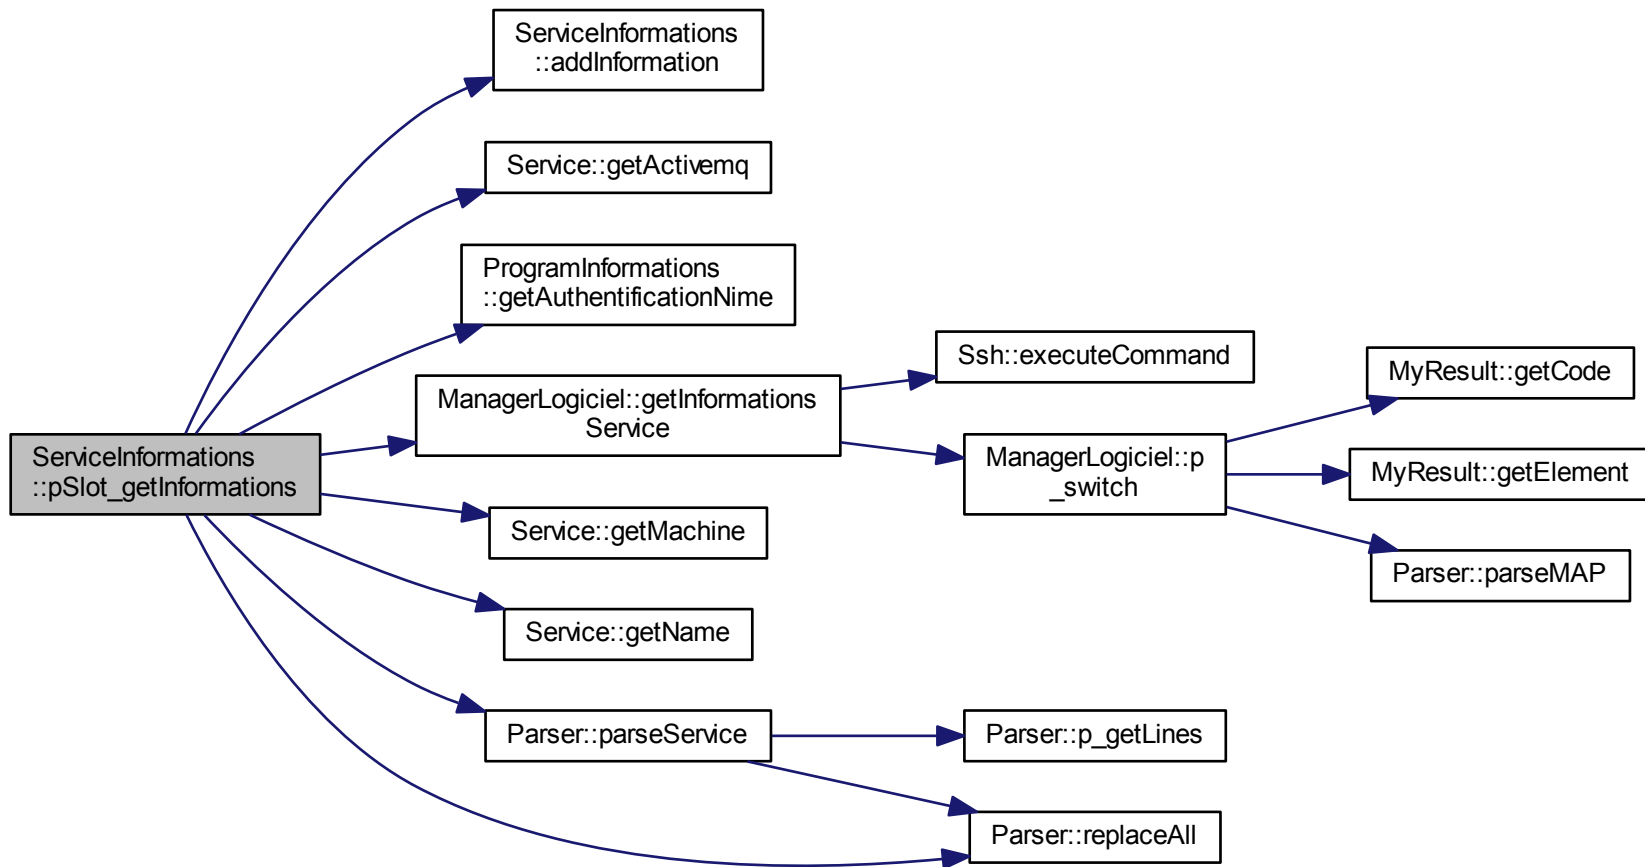 ServiceInformations
::addInformation
Service::getActivemq
ProgramInformations
::getAuthentificationNime
Ssh::executeCommand
MyResult::getCode
ManagerLogiciel::getInformations
Service
ServiceInformations
::pSlot_getInformations
ManagerLogiciel::p
_switch
MyResult::getElement
Service::getMachine
Parser::parseMAP
Service::getName
Parser::parseService
Parser::p_getLines
Parser::replaceAll